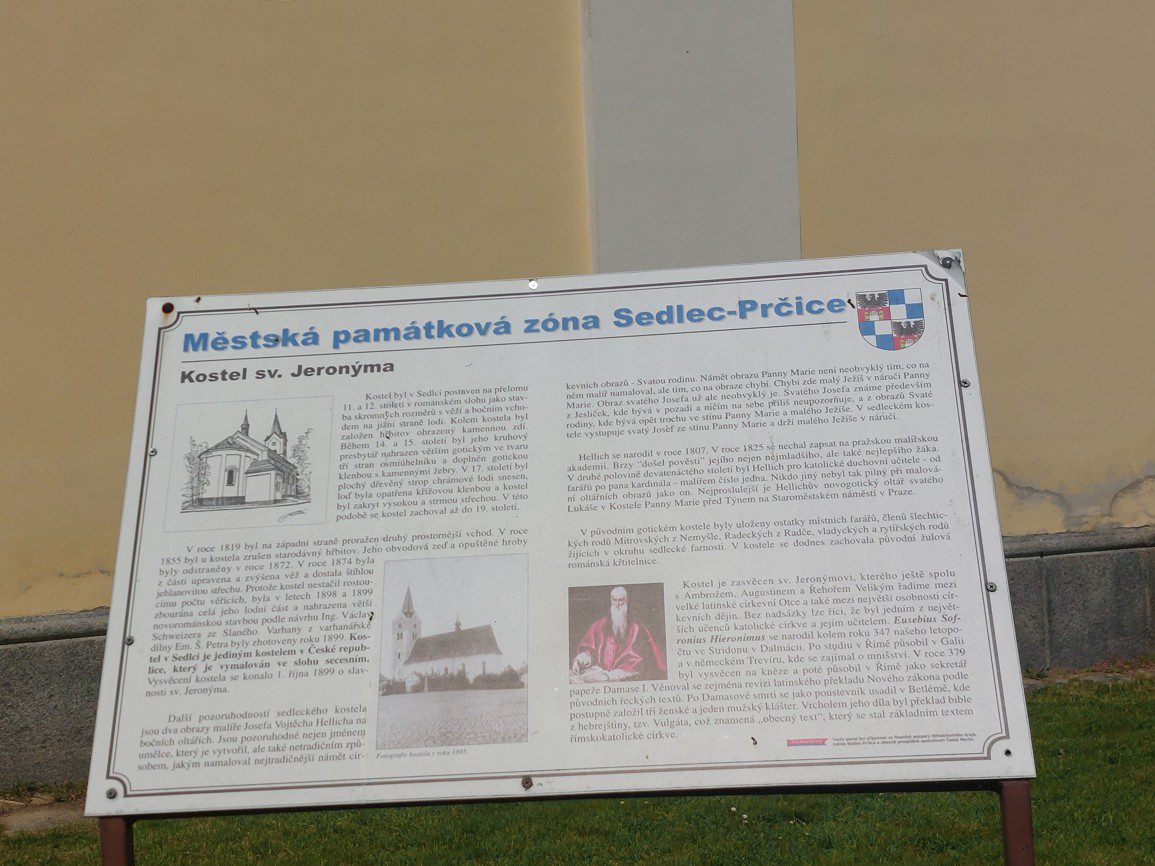 Městská památková zóna Sedlec-Prčice
Kostel sv. Jeronýma
Kostel byl v Sedlci postaven na přelomu
11. a 12. století v románském slohu jako stav-
ba skromných rozměrů s věží a bočním vcho-
dem na jižní straně lodi. Kolem kostela byl
založen hřbitov ohrazený kamennou zdí.
Během 14. a 15. století byl jeho kruhový
presbytář nahrazen větším gotickým ve tvaru
tří stran osmiúhelníku a doplněn gotickou
klenbou s kamennými žebry. V 17. století byl
plochý dřevěný strop chrámové lodi snesen,
loď byla opatřena křížovou klenbou a kostel
byl zakryt vysokou a strmou střechou. V této
podobě se kostel zachoval až do 19. století.
V roce 1819 byl na západní straně proražen druhý prostornější vchod. V roce
1855 byl u kostela zrušen starodávný hřbitov. Jeho obvodová zeď a opuštěné hroby
byly odstraněny v roce 1872. V roce 1874 byla
z části upravena a zvýšena věž a dostala štíhlou
jehlanovitou střechu. Protože kostel nestačil rostou-
címu počtu věřících, byla v letech 1898 a 1899
zbourána celá jeho lodní část a nahrazena větší
novorománskou stavbou podle návrhu Ing. Václav
Schweizera ze Slaného. Varhany z varhanářské
dílny Em. Š. Petra byly zhotoveny roku 1899. Kos-
tel v Sedlci je jediným kostelem v České repub-
lice, který je vymalován ve slohu secesním.
Vysvěcení kostela se konalo 1. října 1899 o slav-
nosti sv. Jeronýma.
Další pozoruhodností sedleckého kostela
jsou dva obrazy malíře Josefa Vojtěcha Hellicha na
bočních oltářích. Jsou pozoruhodné nejen jménem
umělce, který je vytvořil, ale také netradičním způ-
sobem, jakým namaloval nejtradičnější námět cír-
Fotografie kostela z roku 1895.
kevních obrazů - Svatou rodinu. Námět obrazu Panny Marie není neobvyklý tím, co na
něm malíř namaloval, ale tím, co na obraze chybí. Chybí zde malý Ježíš v náručí Panny
Marie. Obraz svatého Josefa už ale neobvyklý je. Svatého Josefa známe především
z Jesliček, kde bývá v pozadí a ničím na sebe příliš neupozorňuje, a z obrazů Svaté
rodiny, kde bývá opět trochu ve stínu Panny Marie a malého Ježíše. V sedleckém kos-
tele vystupuje svatý Josef ze stínu Panny Marie a drží malého Ježíše v náručí.
Hellich se narodil v roce 1807. V roce 1825 se nechal zapsat na pražskou malířskou
akademii. Brzy "došel pověsti" jejího nejen nejmladšího, ale také nejlepšího žáka.
V druhé polovině devatenáctého století byl Hellich pro katolické duchovní učitele - od
farářů po pana kardinála - malířem číslo jedna. Nikdo jiný nebyl tak pilný při malová-
ní oltářních obrazů jako on. Nejproslulejší je Hellichův novogotický oltář svatého
Lukáše v Kostele Panny Marie před Týnem na Staroměstském náměstí v Praze.
V původním gotickém kostele byly uloženy ostatky místních farářů, členů šlechtic-
kých rodů Mitrovských z Nemyšle, Radeckých z Radče, vladyckých a rytířských rodů
žijících v okruhu sedlecké farnosti. V kostele se dodnes zachovala původní žulová
románská křtitelnice.
Kostel je zasvěcen sv. Jeronýmovi, kterého ještě spolu
s Ambrožem, Augustinem a Řehořem Velikým řadíme mezi
velké latinské církevní Otce a také mezi největší osobnosti cír-
kevních dějin. Bez nadsázky lze říci, že byl jedním z největ-
ších učenců katolické církve a jejím učitelem. Eusebius Sof-
ronius Hieronimus se narodil kolem roku 347 našeho letopo-
čtu ve Stridonu v Dalmácii. Po studiu v Římě působil v Galii
a v německém Trevíru, kde se zajímal o mnišství. V roce 379
byl vysvěcen na kněze a poté působil v Římě jako sekretář
papeže Damase I. Věnoval se zejména revizi latinského překladu Nového zákona podle
původních řeckých textů. Po Damasově smrti se jako poustevník usadil v Betlémě, kde
postupně založil tři ženské a jeden mužský klášter. Vrcholem jeho díla byl překlad bible
z hebrejštiny, tzv. Vulgáta, což znamená „obecný text", který se stal základním textem
římskokatolické církve.
Tento panel byl připraven za finanční podpory Středočeského kraje,
města Sedlec-Prčice a obecně prospěšné společnosti Český Merán.